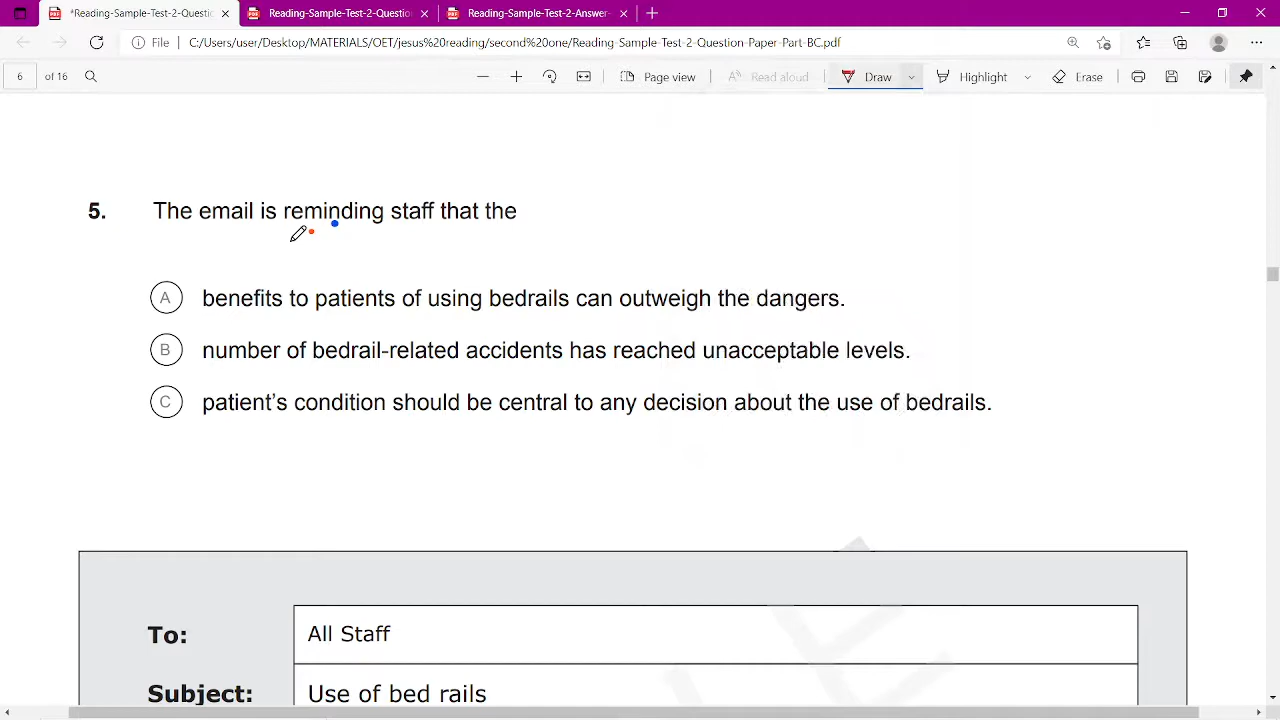 *Reading-Sample-Test-2-Questio
Reading-Sample-Test-2-Questio
Reading-Sample-Test-2-Answer-
File
C:/Users/user/Desktop/MATERIALS/OET/jesus%20reading/second%20one/Reading-Sample-Test-2-Question-Paper-Part-BC.pdf
6 of 16
Page view
Read aloud
Draw
Highlight
Erase
5. The email is reminding staff that the
A benefits to patients of using bedrails can outweigh the dangers.
B number of bedrail-related accidents has reached unacceptable levels.
C patient's condition should be central to any decision about the use of bedrails.
To: All Staff
Subject: Use of bed rails